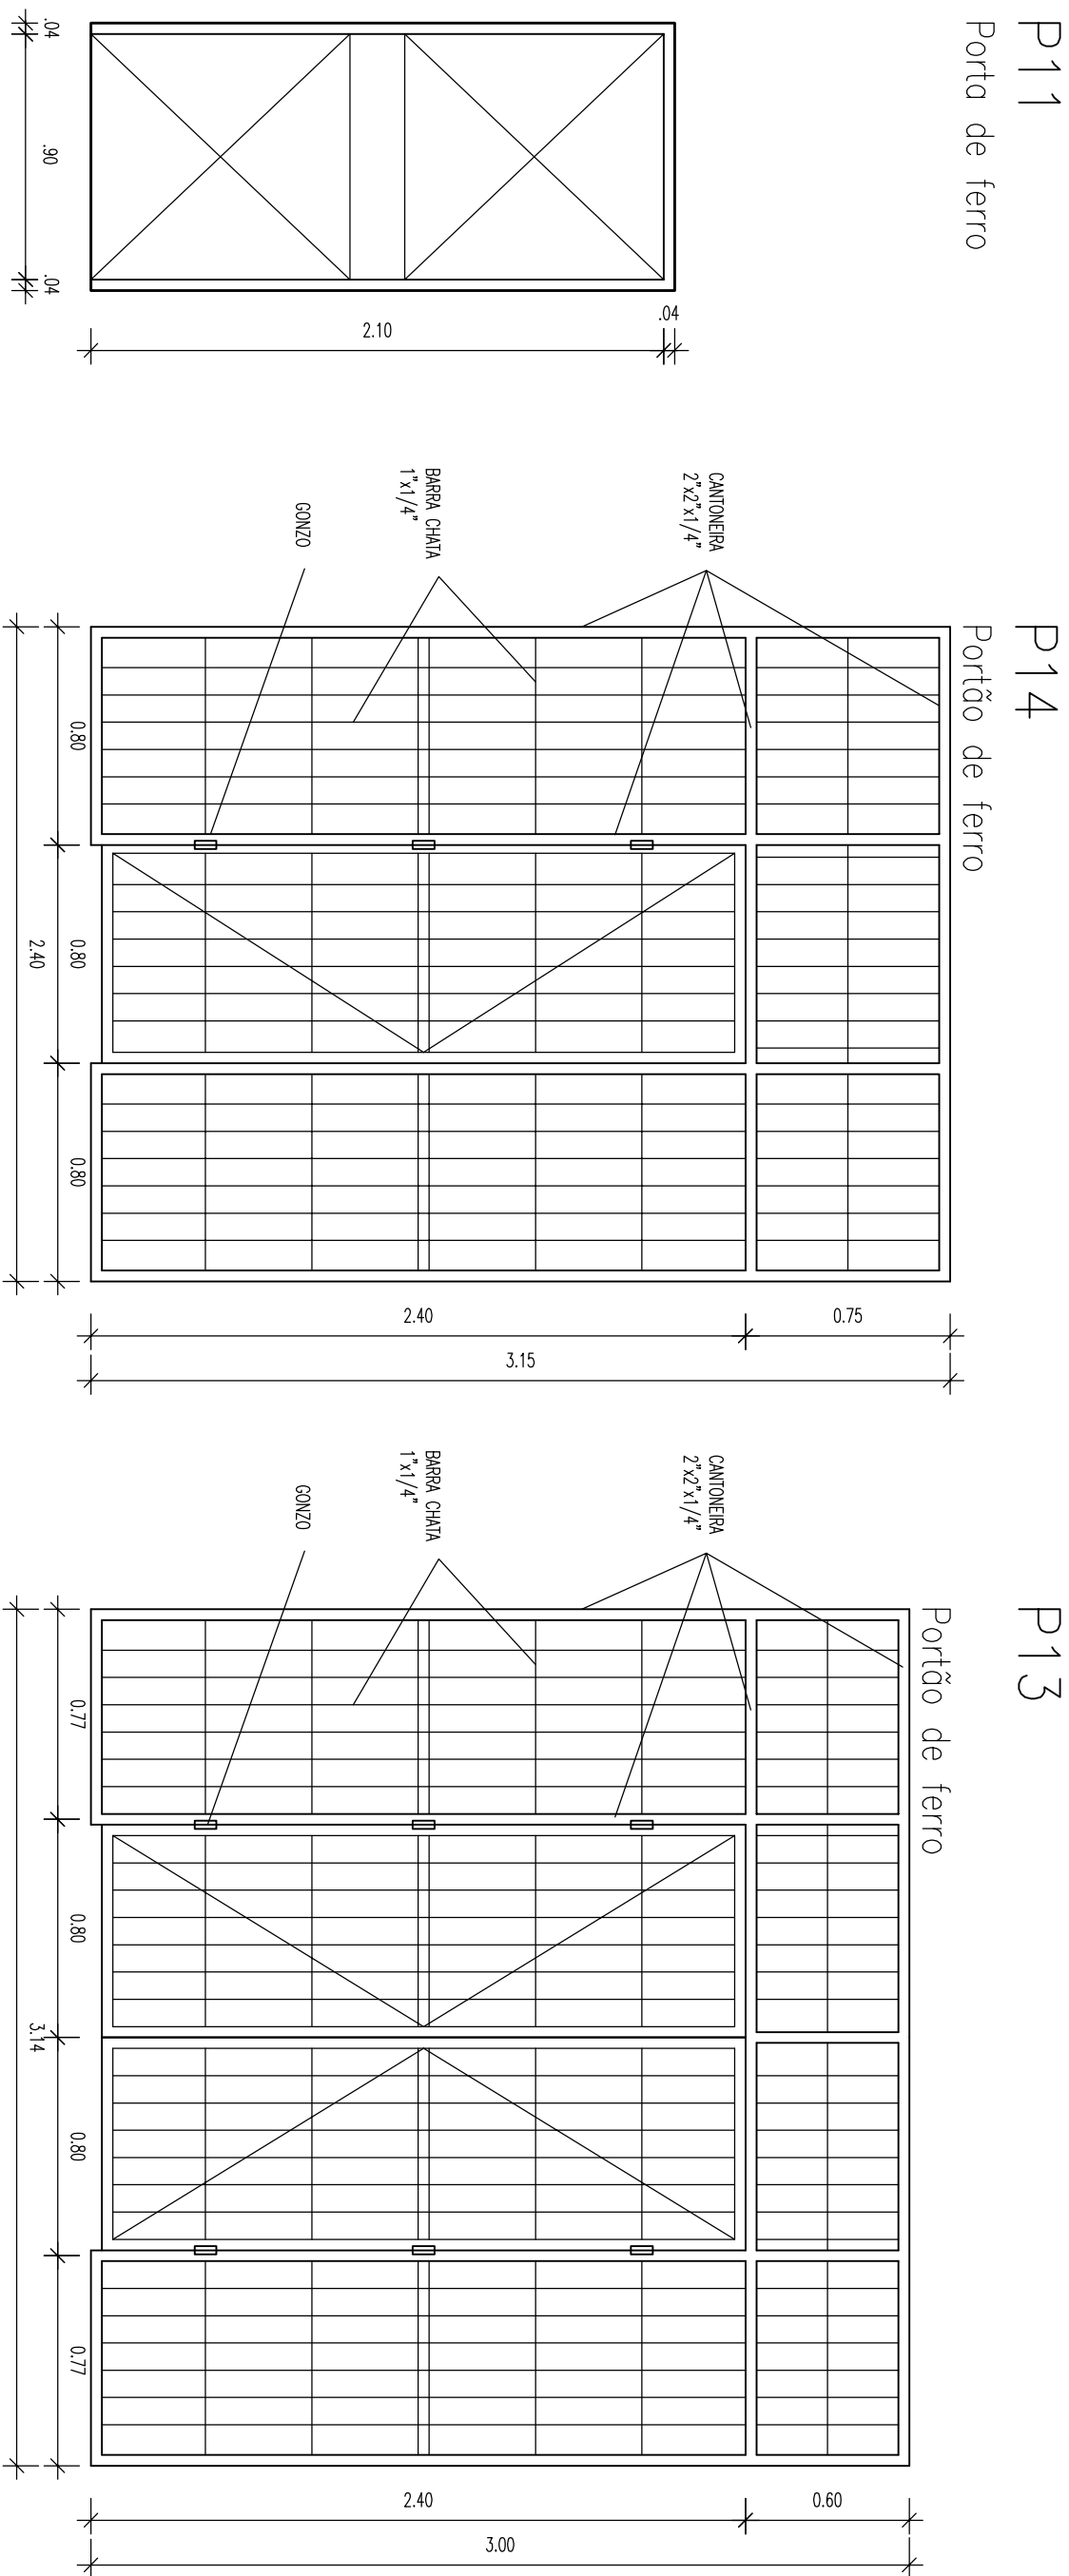 P11
Porta de ferro
.04
.90
.04
2.10
.04
P14
Portão de ferro
CANTONEIRA
2"x2"x1/4"
BARRA CHATA
1"x1/4"
GONZO
0.80
0.80
0.80
2.40
2.40
0.75
3.15
P13
Portão de ferro
CANTONEIRA
2"x2"x1/4"
BARRA CHATA
1"x1/4"
GONZO
0.77
0.80
0.80
0.77
3.14
2.40
0.60
3.00